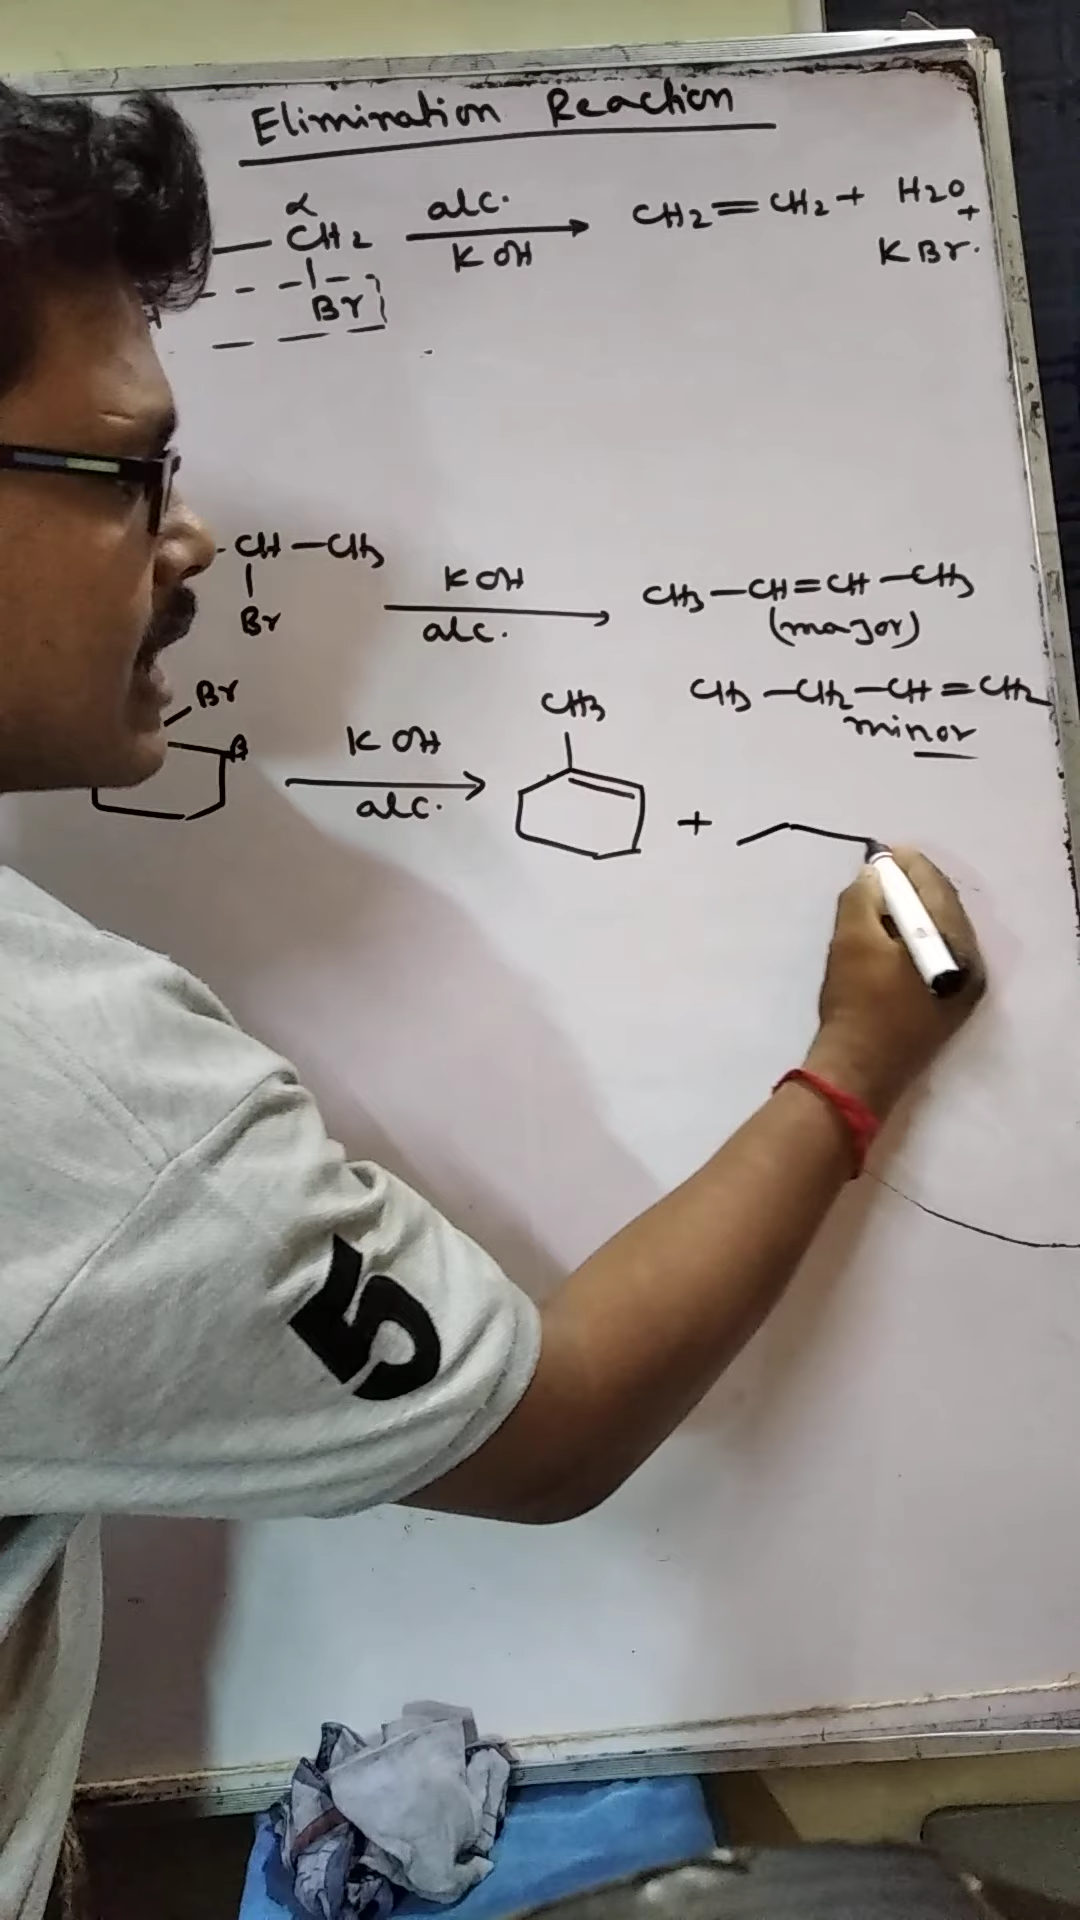 Elimination Reaction
α
— CH2 alc. KOH CH2=CH2 + H2O + KBr.
Br
CH—CH3 KOH alc. CH3—CH=CH—CH3
Br (major)
CH3—CH2—CH=CH2
minor
Br CH3
β KOH alc. +
5